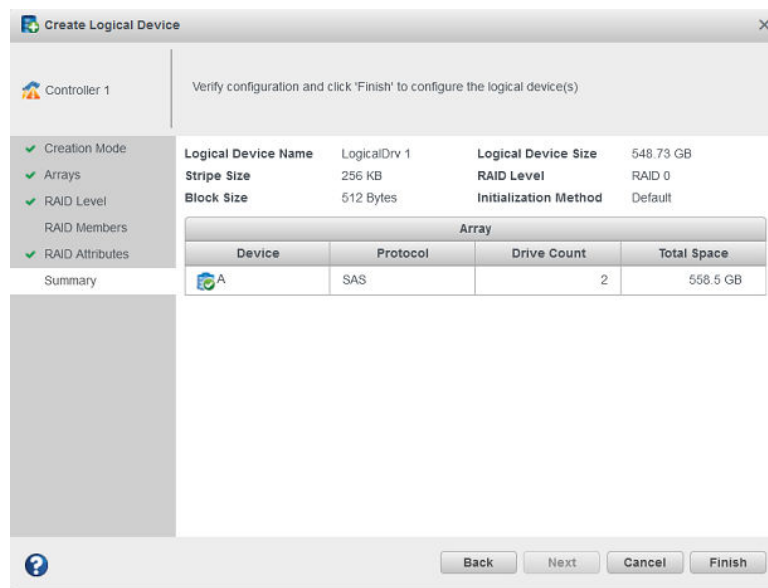 Create Logical Device
Controller 1
Verify configuration and click 'Finish' to configure the logical device(s)
Creation Mode
Arrays
RAID Level
RAID Members
RAID Attributes
Summary
Logical Device Name LogicalDrv 1 Logical Device Size 548.73 GB
Stripe Size 256 KB RAID Level RAID 0
Block Size 512 Bytes Initialization Method Default
Array
Device Protocol Drive Count Total Space
A SAS 2 558.5 GB
Back Next Cancel Finish